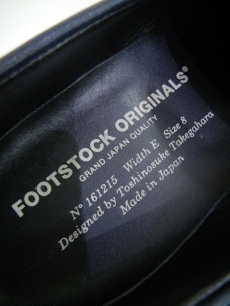 FOOTSTOCK ORIGINALS®
GRAND JAPAN QUALITY
Nº 161215 Width E Size 8
Designed by Toshinosuke Takegahara
Made in Japan